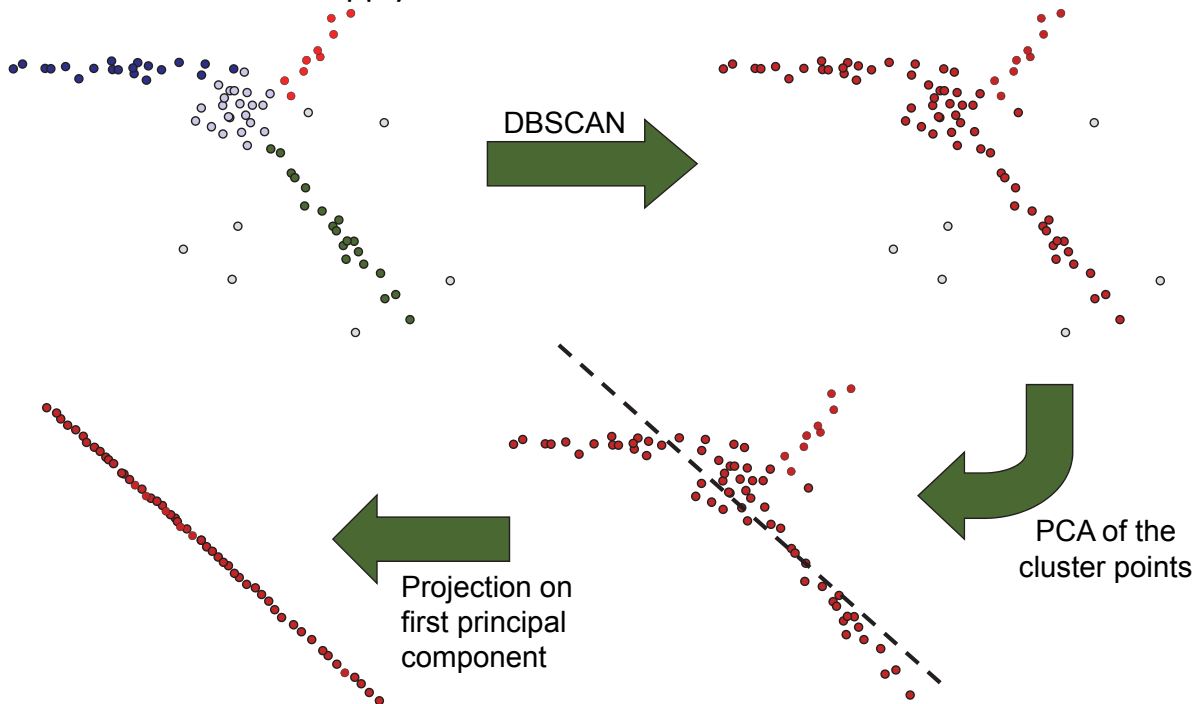 DBSCAN
PCA of the
cluster points
Projection on
first principal
component